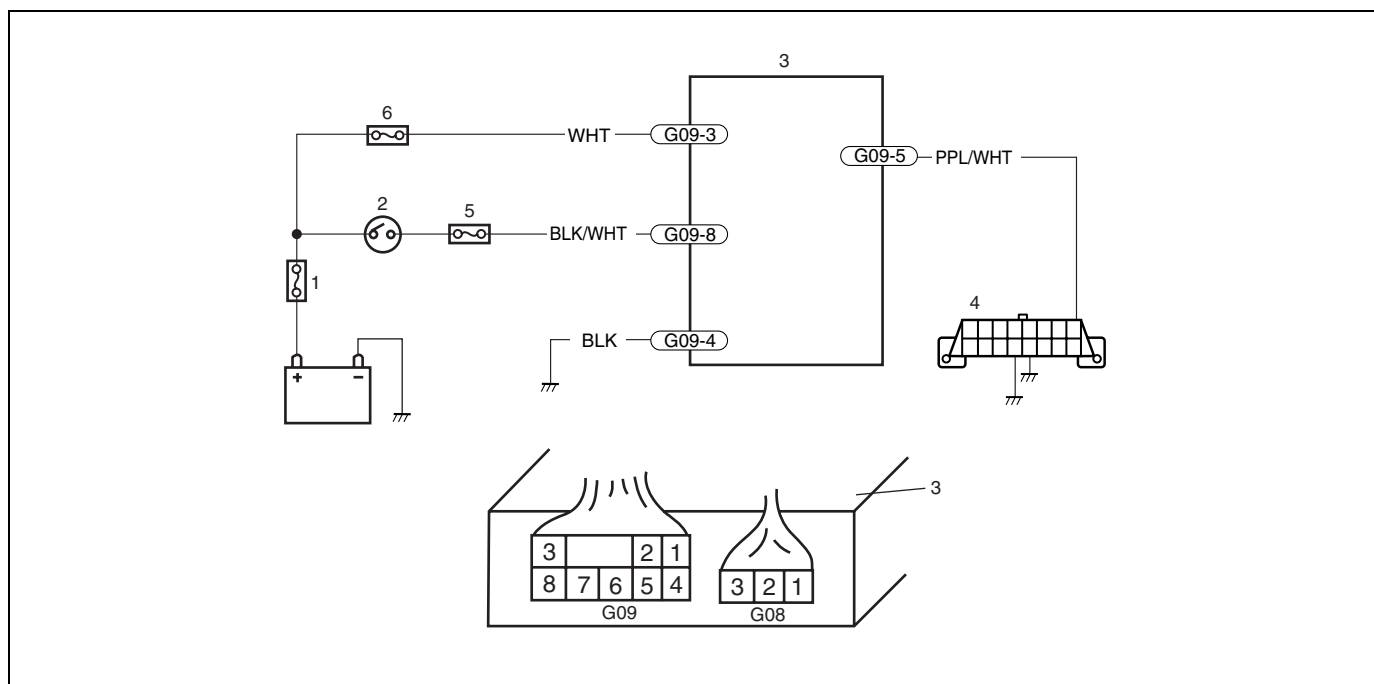 3
6
WHT
G09-3
G09-5
PPL/WHT
2
5
BLK/WHT
G09-8
1
4
BLK
G09-4
+ −
3
3 2 1
8 7 6 5 4
3 2 1
G09
G08